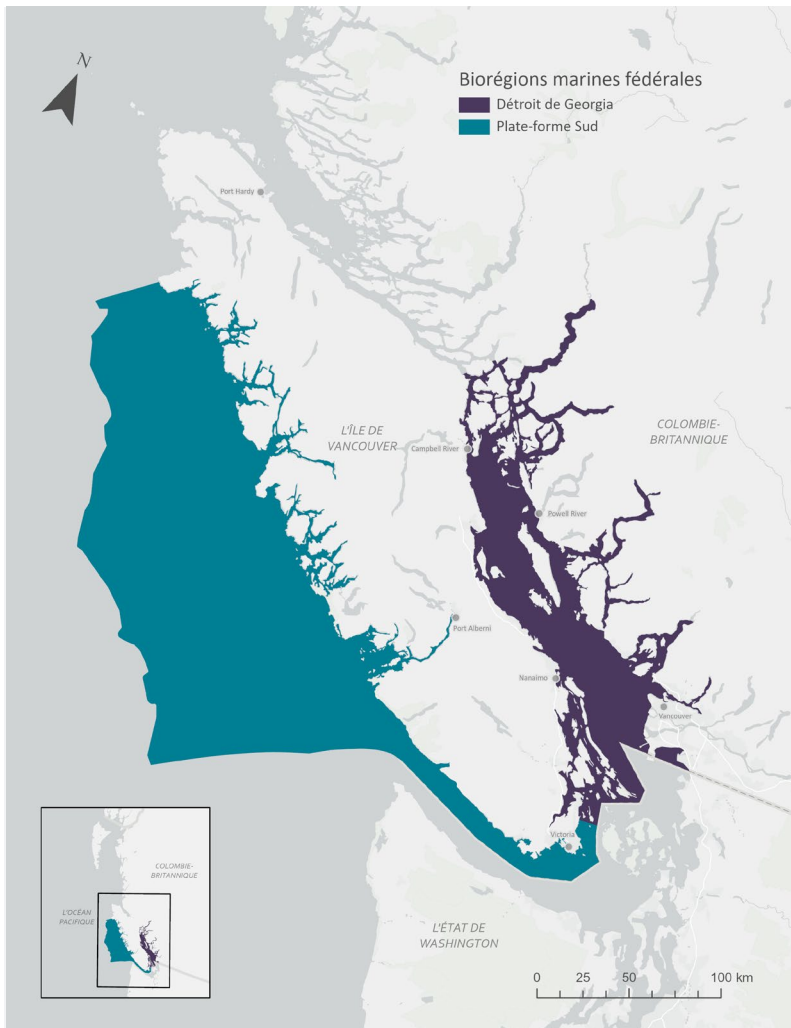 N
Biorégions marines fédérales
Détroit de Georgia
Plate-forme Sud
Port Hardy
L'ÎLE DE
VANCOUVER
COLOMBIE-
BRITANNIQUE
Campbell River
Powell River
Port Alberni
Nanaimo
Vancouver
Victoria
COLOMBIE-
BRITANNIQUE
L'OCÉAN
PACIFIQUE
L'ÉTAT DE
WASHINGTON
0 25 50 100 km